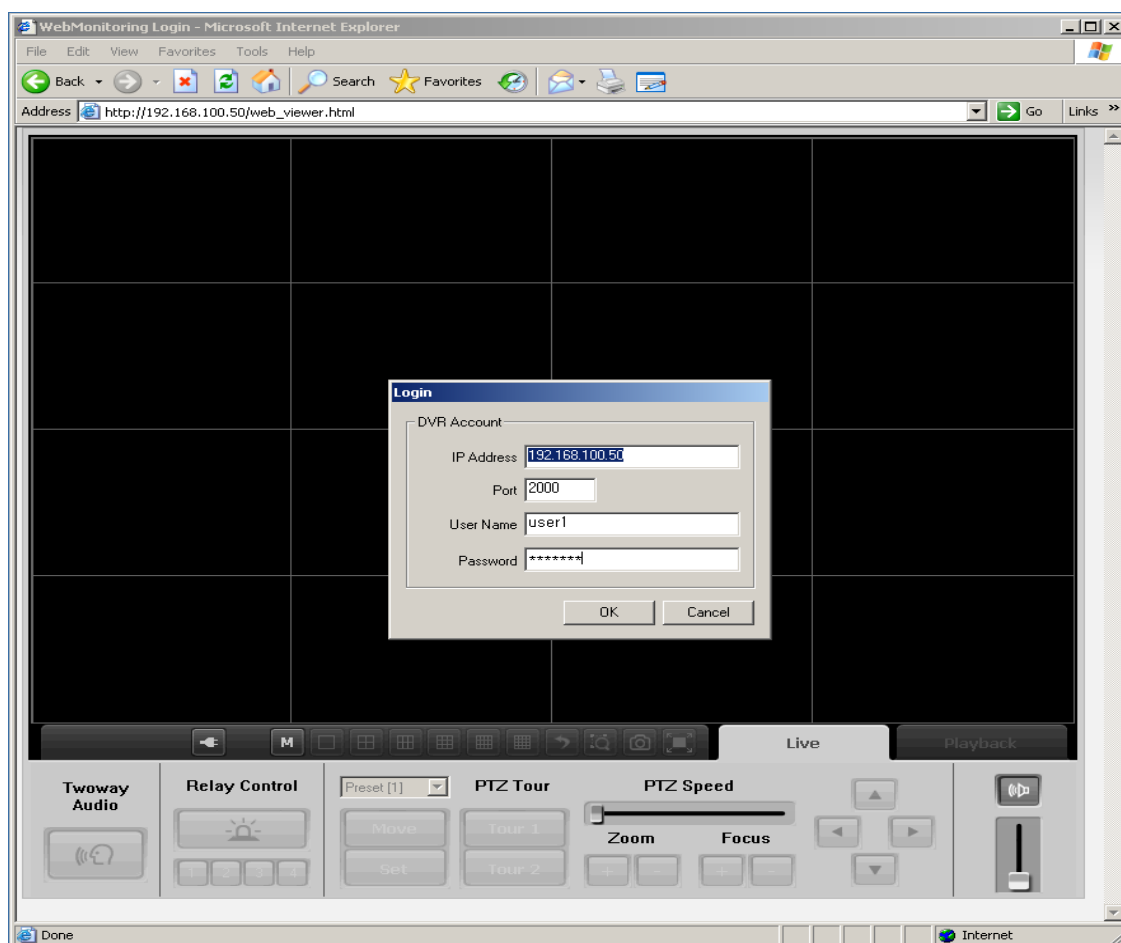 WebMonitoring Login - Microsoft Internet Explorer
File Edit View Favorites Tools Help
Back Search Favorites
Address http://192.168.100.50/web_viewer.html Go Links »
Login
DVR Account
IP Address 192.168.100.50
Port 2000
User Name user1
Password *******
OK Cancel
M Live Playback
Twoway Audio
Relay Control
Preset [1]
PTZ Tour
PTZ Speed
Move Tour 1
Zoom Focus
Set Tour 2
1 2 3 4
+ - + -
Done Internet